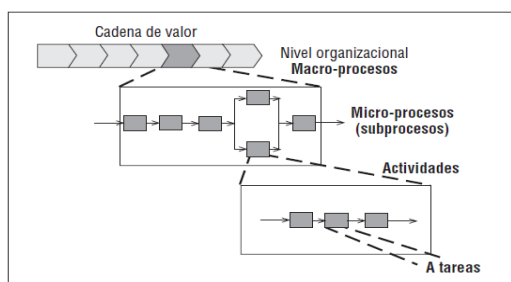 Cadena de valor
Nivel organizacional
Macro-procesos
Micro-procesos
(subprocesos)
Actividades
A tareas